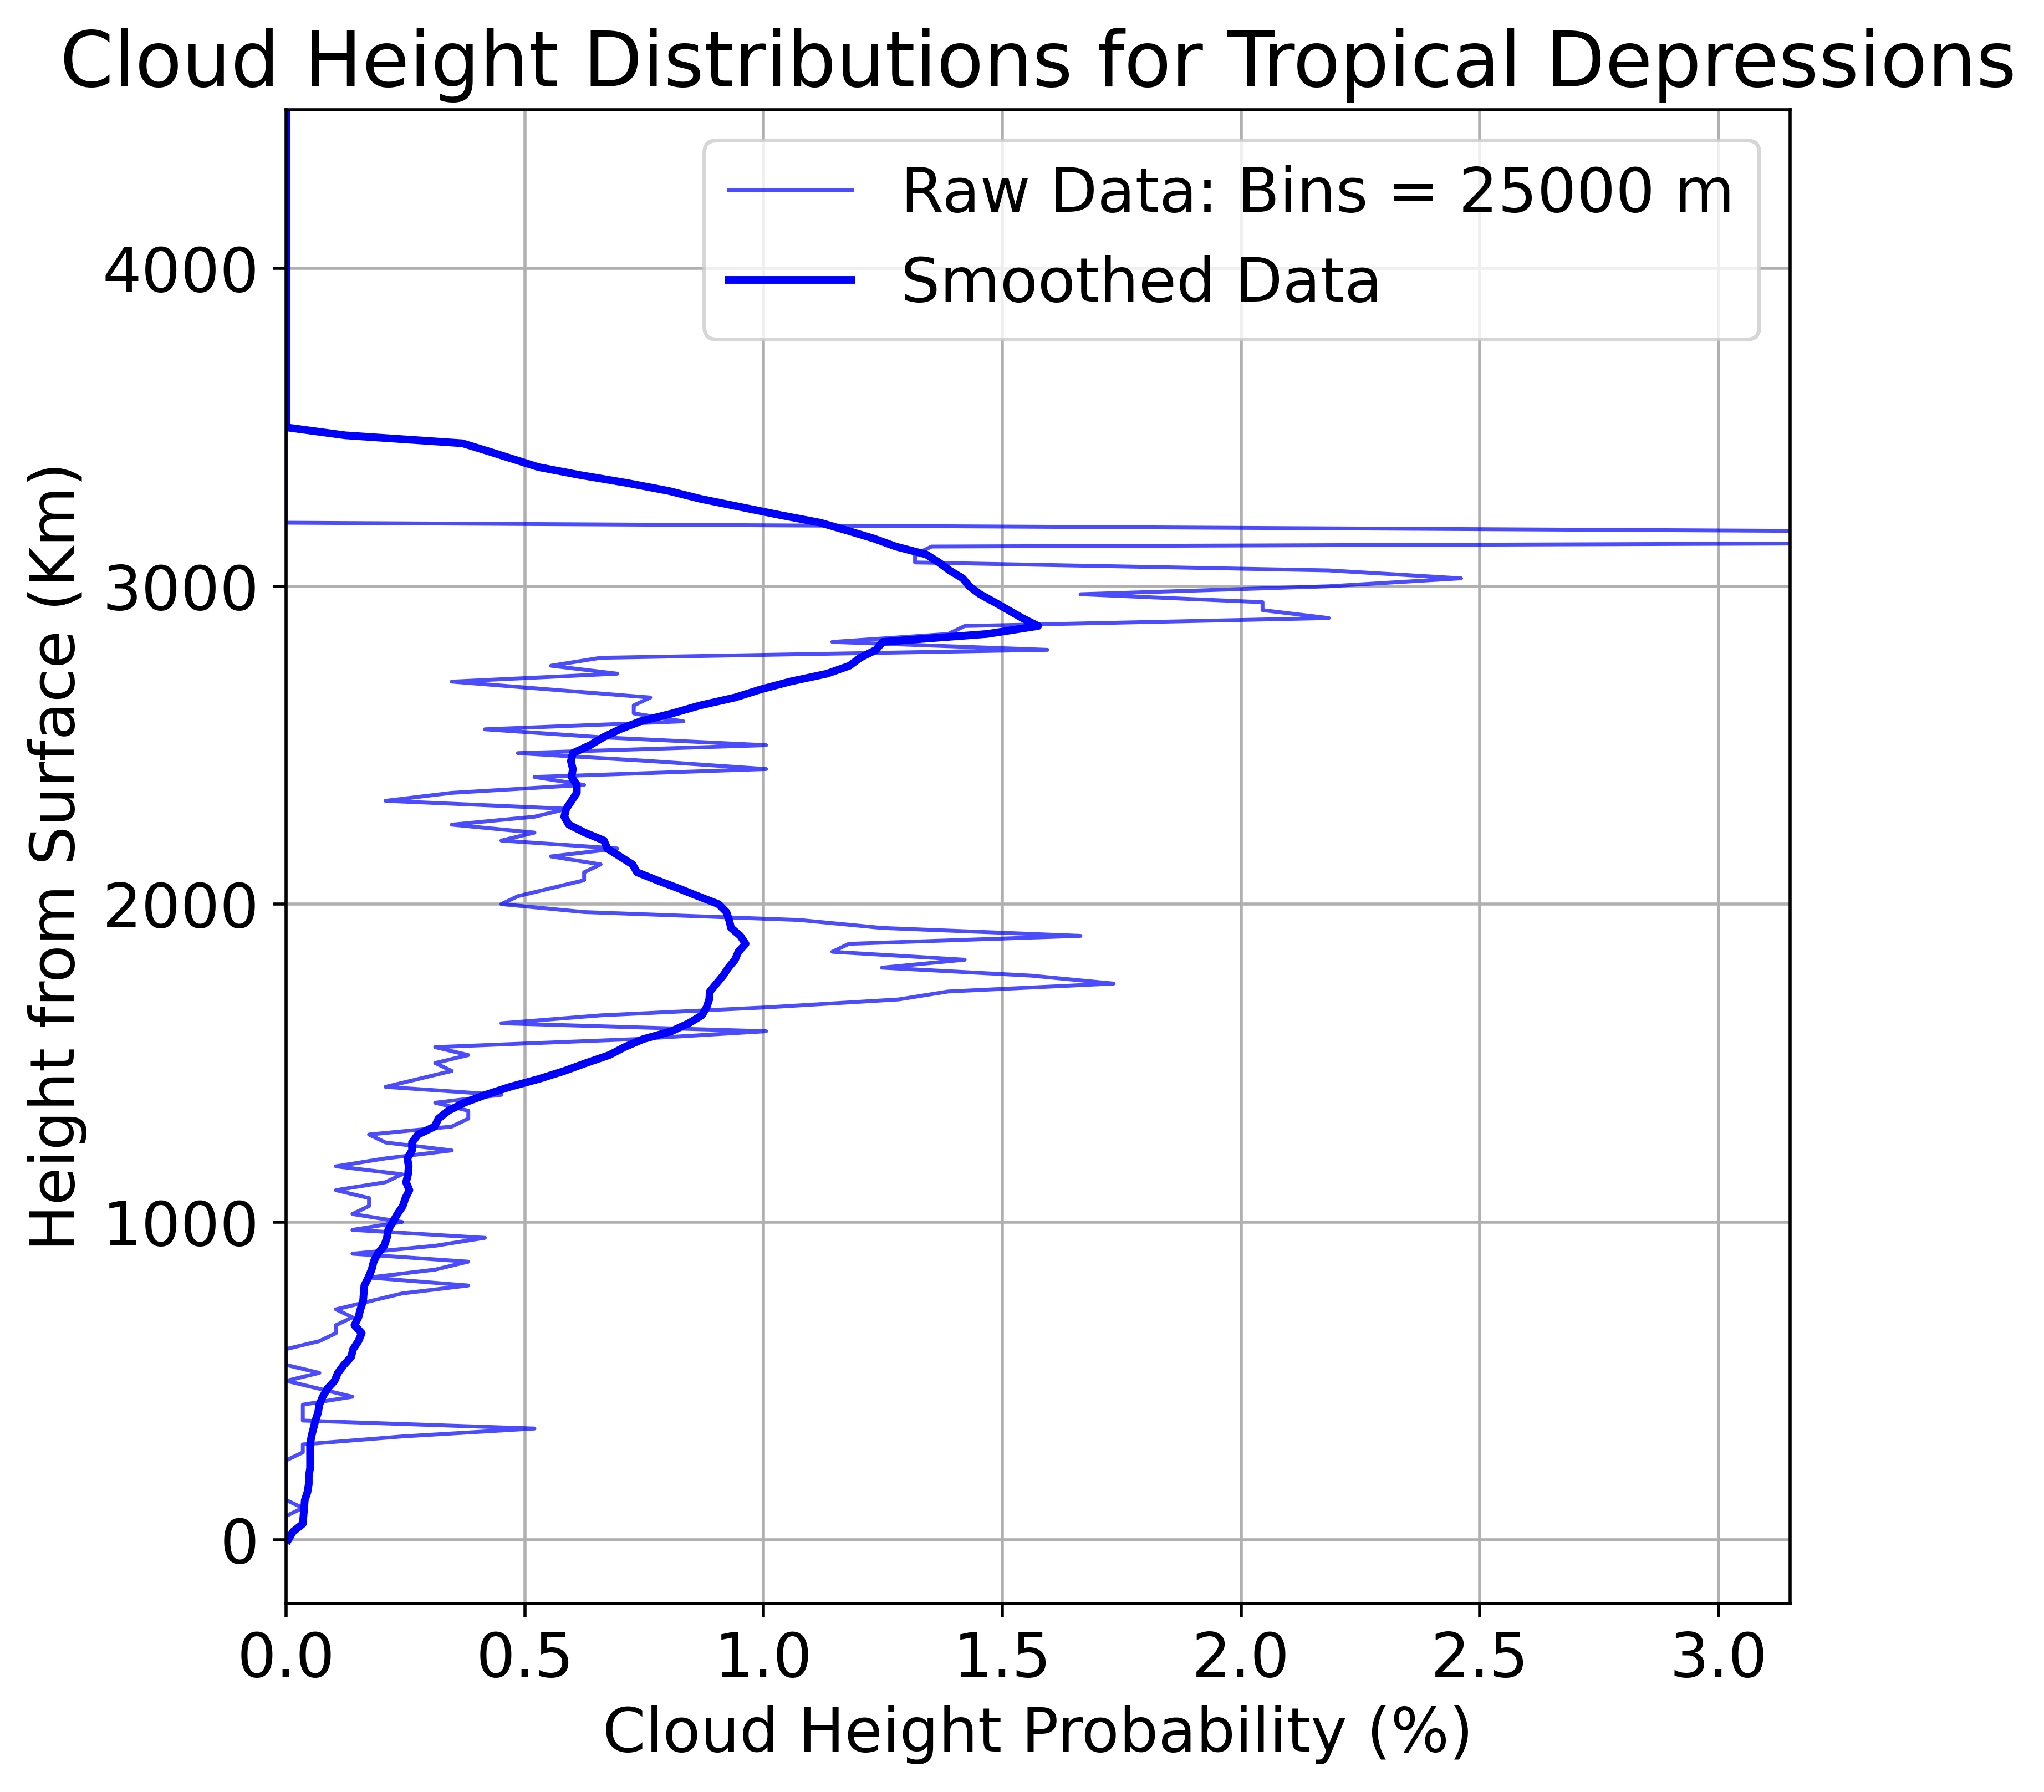 Cloud Height Distributions for Tropical Depressions
Raw Data: Bins = 25000 m
Smoothed Data
Height from Surface (Km)
4000
3000
2000
1000
0
0.0 0.5 1.0 1.5 2.0 2.5 3.0
Cloud Height Probability (%)